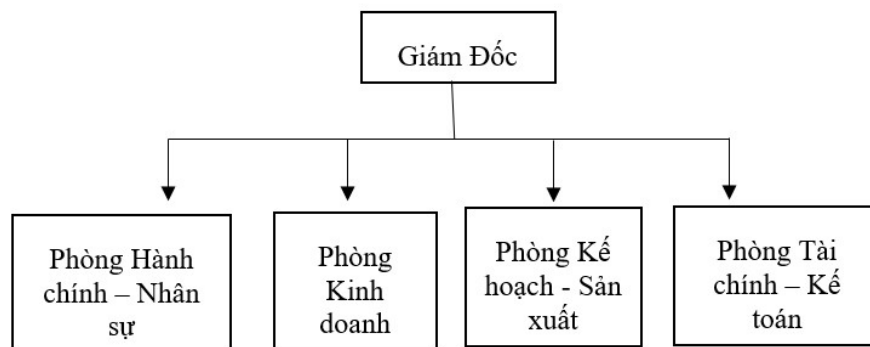 Giám Đốc
Phòng Hành
chính – Nhân
sự
Phòng
Kinh
doanh
Phòng Kế
hoạch - Sản
xuất
Phòng Tài
chính – Kế
toán